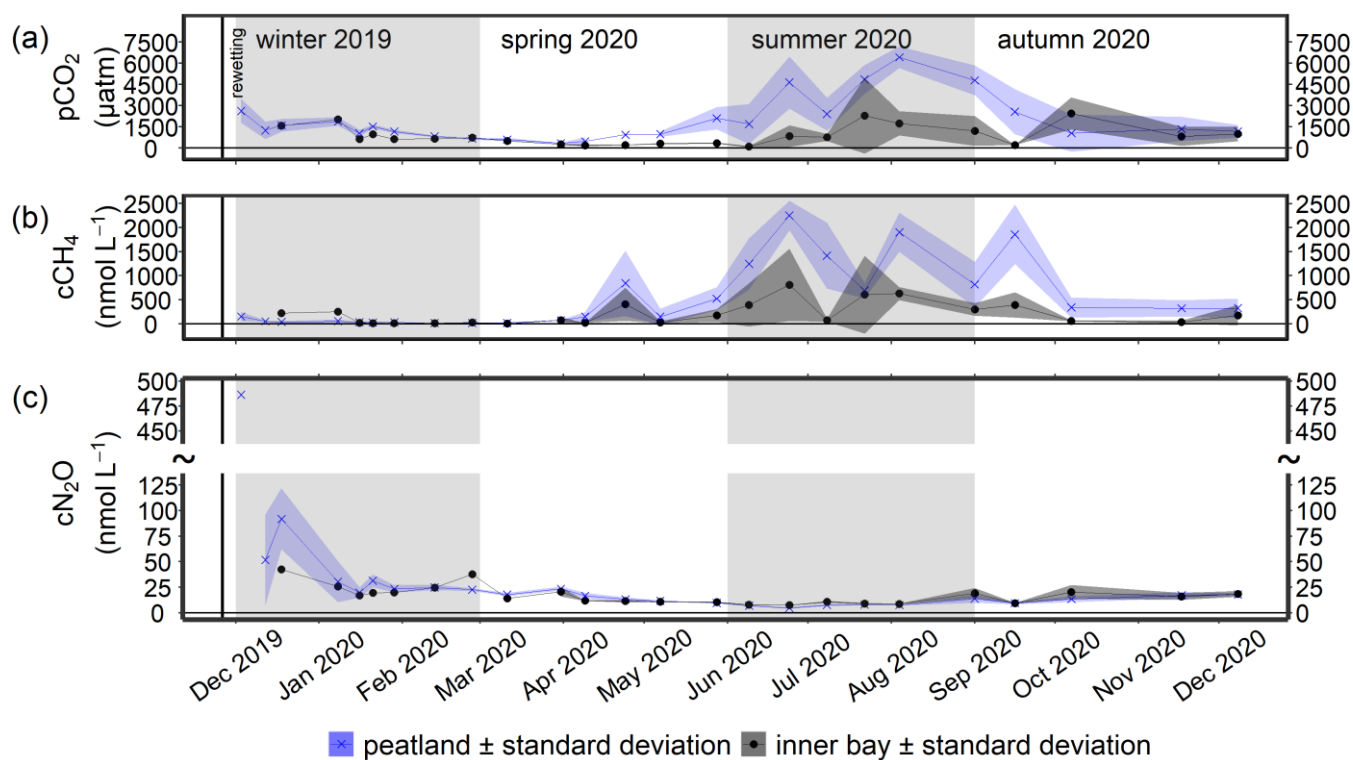 (a)
pCO₂
(µatm)
7500
6000
4500
3000
1500
0
rewetting
winter 2019
spring 2020
summer 2020
autumn 2020
7500
6000
4500
3000
1500
0
(b)
cCH₄
(nmol L⁻¹)
2500
2000
1500
1000
500
0
2500
2000
1500
1000
500
0
(c)
cN₂O
(nmol L⁻¹)
500
475
450
~
125
100
75
50
25
0
500
475
450
~
125
100
75
50
25
0
Dec 2019
Jan 2020
Feb 2020
Mar 2020
Apr 2020
May 2020
Jun 2020
Jul 2020
Aug 2020
Sep 2020
Oct 2020
Nov 2020
Dec 2020
peatland ± standard deviation
inner bay ± standard deviation